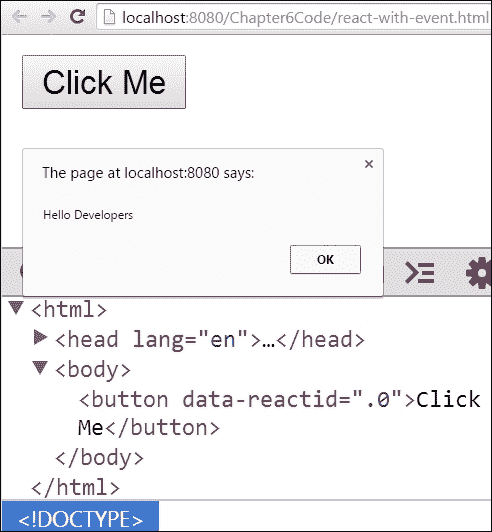 localhost:8080/Chapter6Code/react-with-event.html
Click Me
The page at localhost:8080 says:
Hello Developers
OK
<html>
<head lang="en">…</head>
<body>
<button data-reactid=".0">Click
Me</button>
</body>
</html>
<!DOCTYPE>